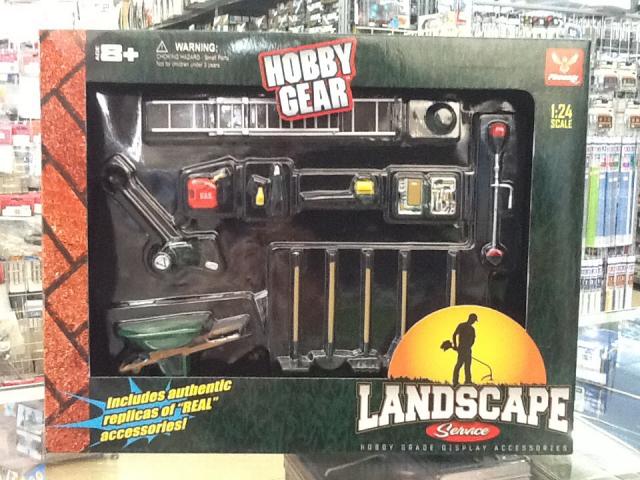 8+
WARNING:
CHOKING HAZARD - Small Parts
Not for children under 3 years
HOBBY
GEAR
1:24
SCALE
GAS
Includes authentic
replicas of "REAL"
accessories!
LANDSCAPE
Service
HOBBY GRADE DISPLAY ACCESSORIES